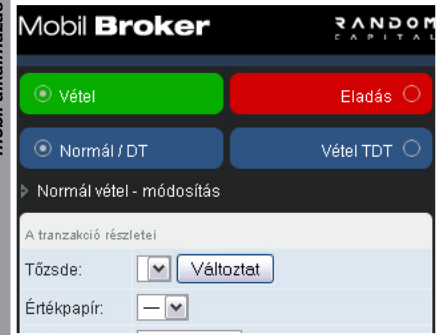 Mobil Broker
RANDOM
CAPITAL
Vétel
Eladás
Normál / DT
Vétel TDT
Normál vétel - módosítás
A tranzakció részletei
Tőzsde:
Változtat
Értékpapír:
—